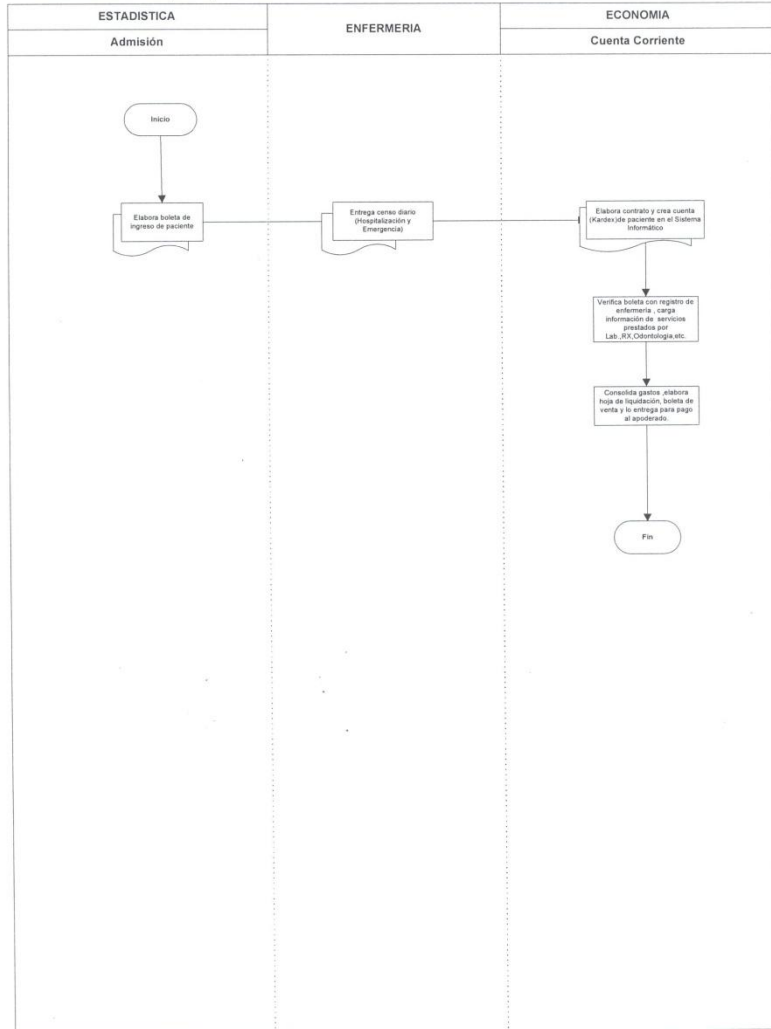 ESTADISTICA
Admisión
ENFERMERIA
ECONOMIA
Cuenta Corriente
Inicio
Elabora boleta de
ingreso de paciente
Entrega censo diario
(Hospitalización y
Emergencia)
Elabora contrato y crea cuenta
(Kardex)de paciente en el Sistema
Informático
Verifica boleta con registro de
enfermería , carga
información de servicios
prestados por
Lab.,RX,Odontologia,etc.
Consolida gastos ,elabora
hoja de liquidación, boleta de
venta y lo entrega para pago
al apoderado.
Fin